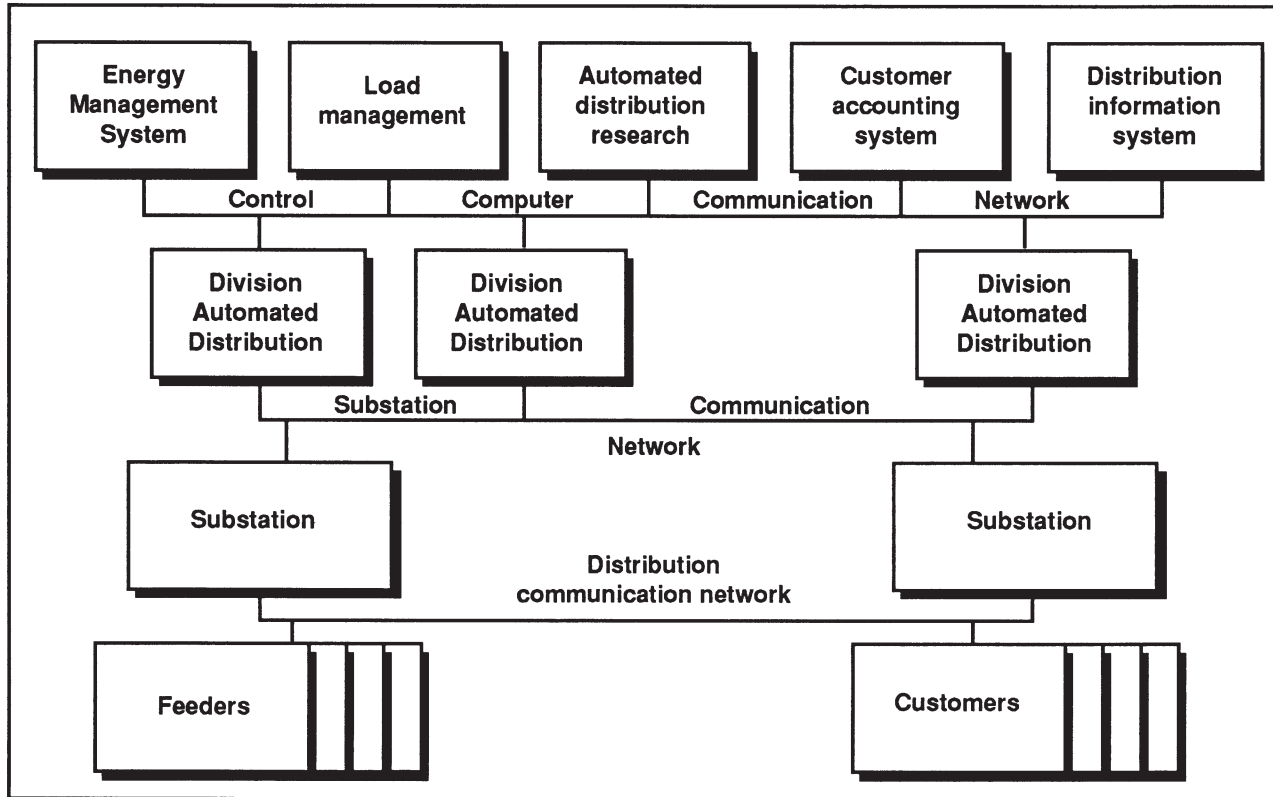 Energy
Management
System
Load
management
Automated
distribution
research
Customer
accounting
system
Distribution
information
system
Control Computer Communication Network
Division
Automated
Distribution
Division
Automated
Distribution
Division
Automated
Distribution
Substation Communication
Network
Substation
Substation
Distribution
communication network
Feeders
Customers